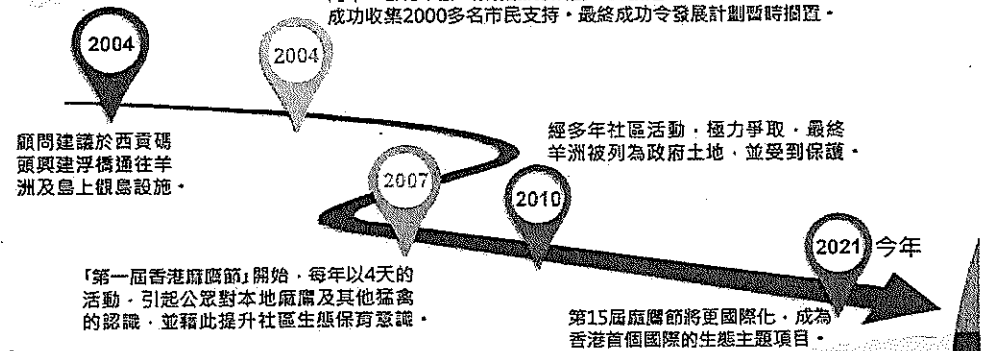 成功收集2000多名市民支持，最終成功令發展計劃暫時擱置。
2004
2004
顧問建議於西貢碼
頭興建浮橋通往羊
洲及島上觀鳥設施。
經多年社區活動，極力爭取，最終
羊洲被列為政府土地，並受到保護。
2007
2010
2021 今年
「第一屆香港麻鷹節」開始，每年以4天的
活動，引起公眾對本地麻鷹及其他猛禽
的認識，並藉此提升社區生態保育意識。
第15屆麻鷹節將更國際化，成為
香港首個國際的生態主題項目。